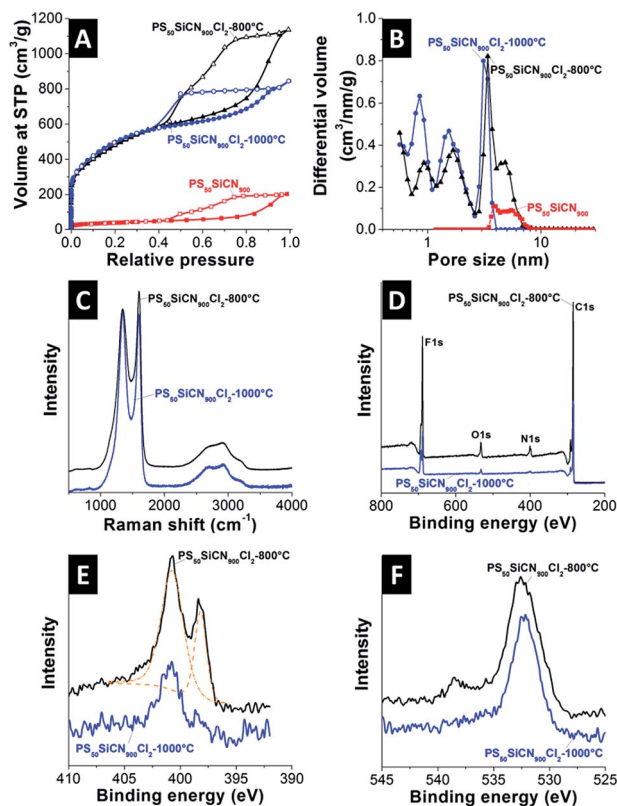 A
Volume at STP (cm³/g)
1200
1000
800
600
400
200
0
PS₅₀SiCN₉₀₀Cl₂-800°C
PS₅₀SiCN₉₀₀Cl₂-1000°C
PS₅₀SiCN₉₀₀
0.0 0.2 0.4 0.6 0.8 1.0
Relative pressure
B
Differential volume
(cm³/nm/g)
1.0
0.8
0.6
0.4
0.2
0.0
PS₅₀SiCN₉₀₀Cl₂-1000°C
PS₅₀SiCN₉₀₀Cl₂-800°C
PS₅₀SiCN₉₀₀
1 10
Pore size (nm)
C
Intensity
PS₅₀SiCN₉₀₀Cl₂-800°C
PS₅₀SiCN₉₀₀Cl₂-1000°C
1000 2000 3000 4000
Raman shift (cm⁻¹)
D
Intensity
PS₅₀SiCN₉₀₀Cl₂-800°C
C1s
F1s
O1s
N1s
PS₅₀SiCN₉₀₀Cl₂-1000°C
800 600 400 200
Binding energy (eV)
E
Intensity
PS₅₀SiCN₉₀₀Cl₂-800°C
PS₅₀SiCN₉₀₀Cl₂-1000°C
410 405 400 395 390
Binding energy (eV)
F
Intensity
PS₅₀SiCN₉₀₀Cl₂-800°C
PS₅₀SiCN₉₀₀Cl₂-1000°C
545 540 535 530 525
Binding energy (eV)